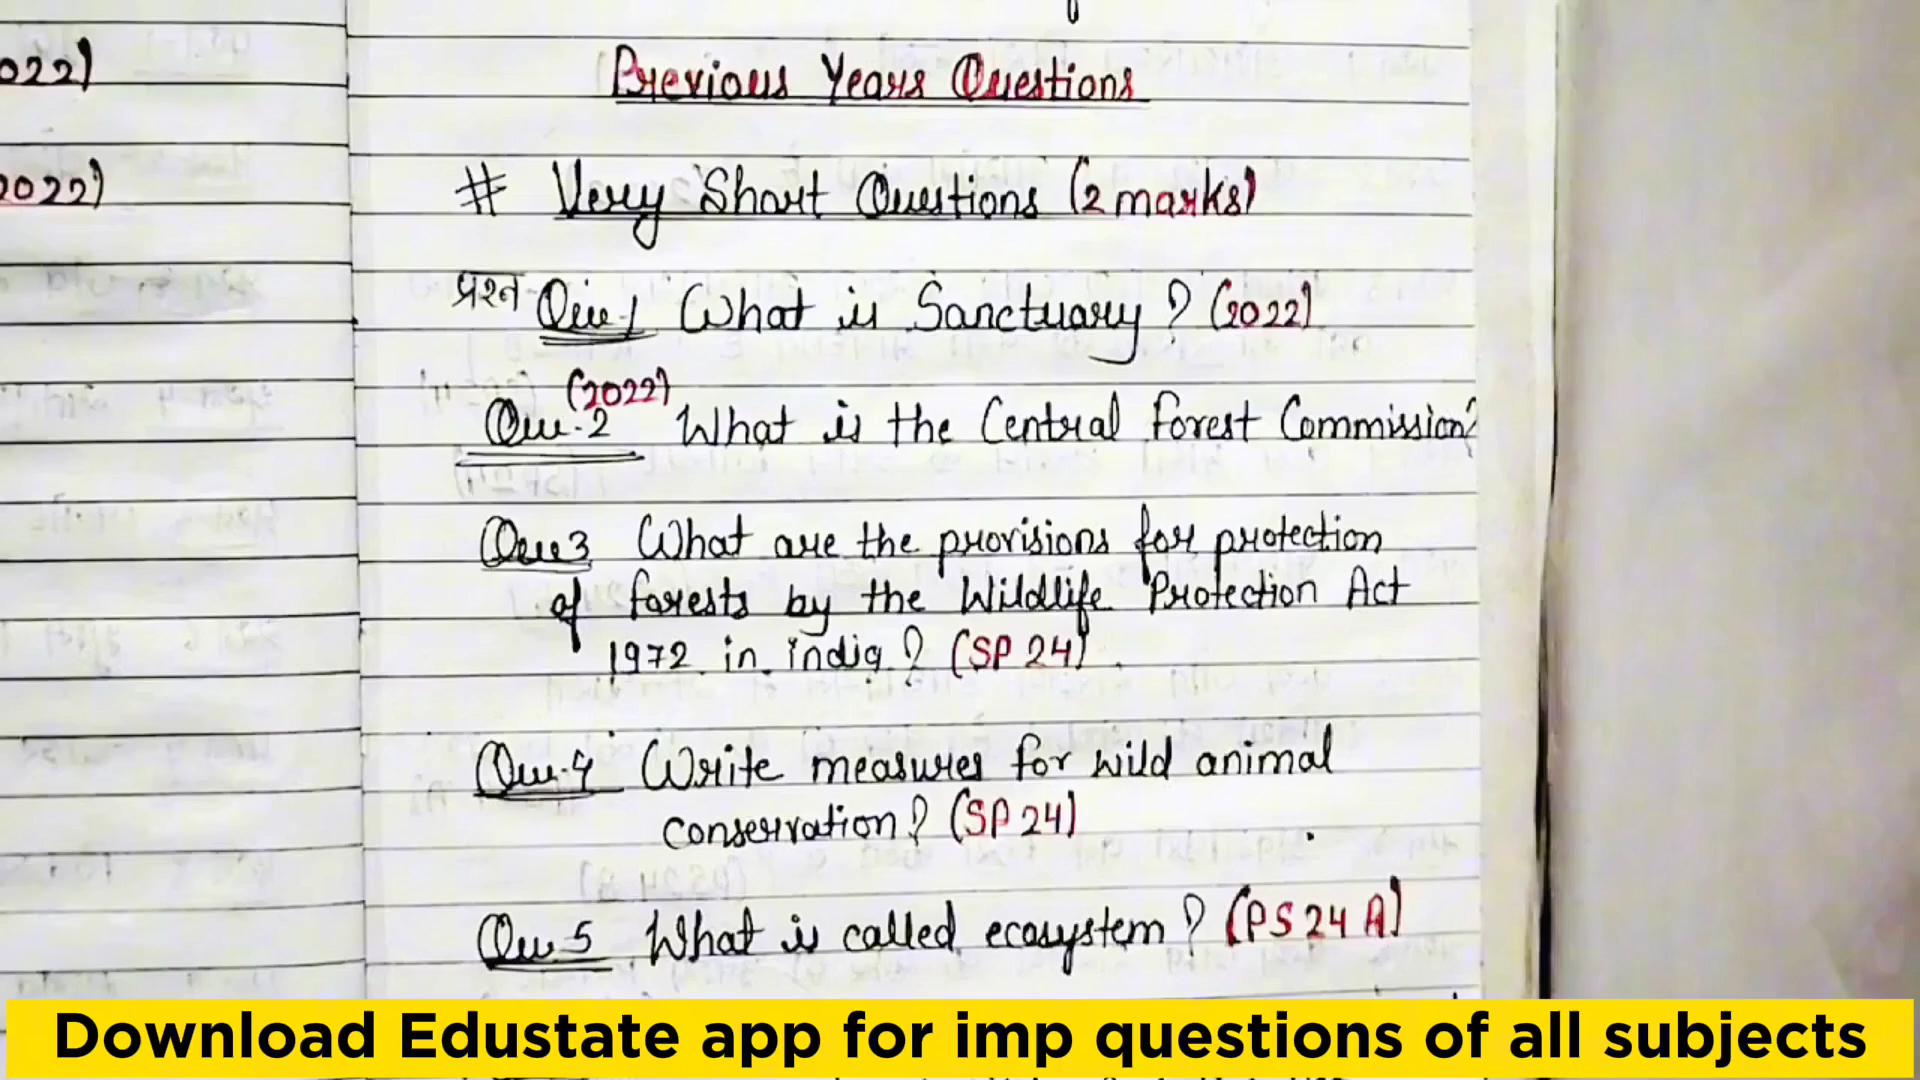 022)
2022)
Previous Years Questions
# Very Short Questions (2 marks)
प्रश्न Que-1 What is Sanctuary? (2022)
(2022)
Que-2 What is the Central Forest Commission?
Que 3 What are the provisions for protection
of forests by the Wildlife Protection Act
1972 in india? (SP 24)
Que-4 Write measures for wild animal
conservation? (SP 24)
Que 5 What is called ecosystem? (PS 24 A)
Download Edustate app for imp questions of all subjects